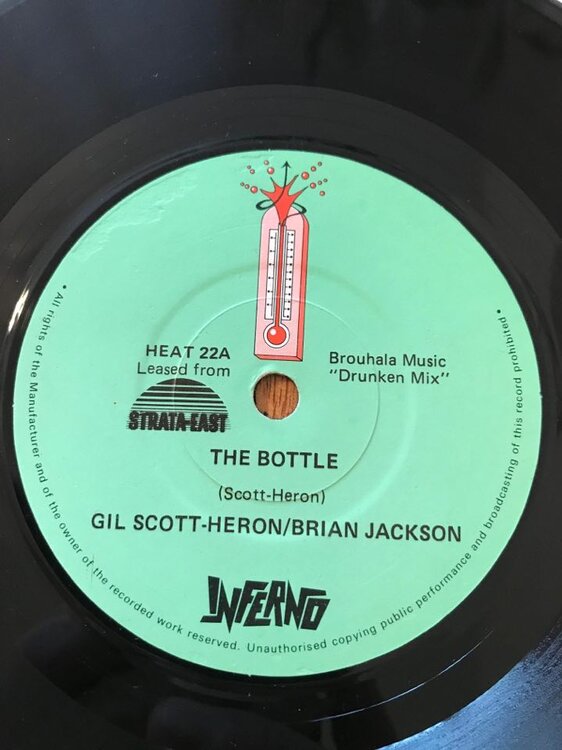 HEAT 22A
Leased from
STRATA-EAST
Brouhala Music
"Drunken Mix"
THE BOTTLE
(Scott-Heron)
GIL SCOTT-HERON/BRIAN JACKSON
INFERNO
• All rights of the Manufacturer and of the owner of the recorded work reserved. Unauthorised copying public performance and broadcasting of this record prohibited •